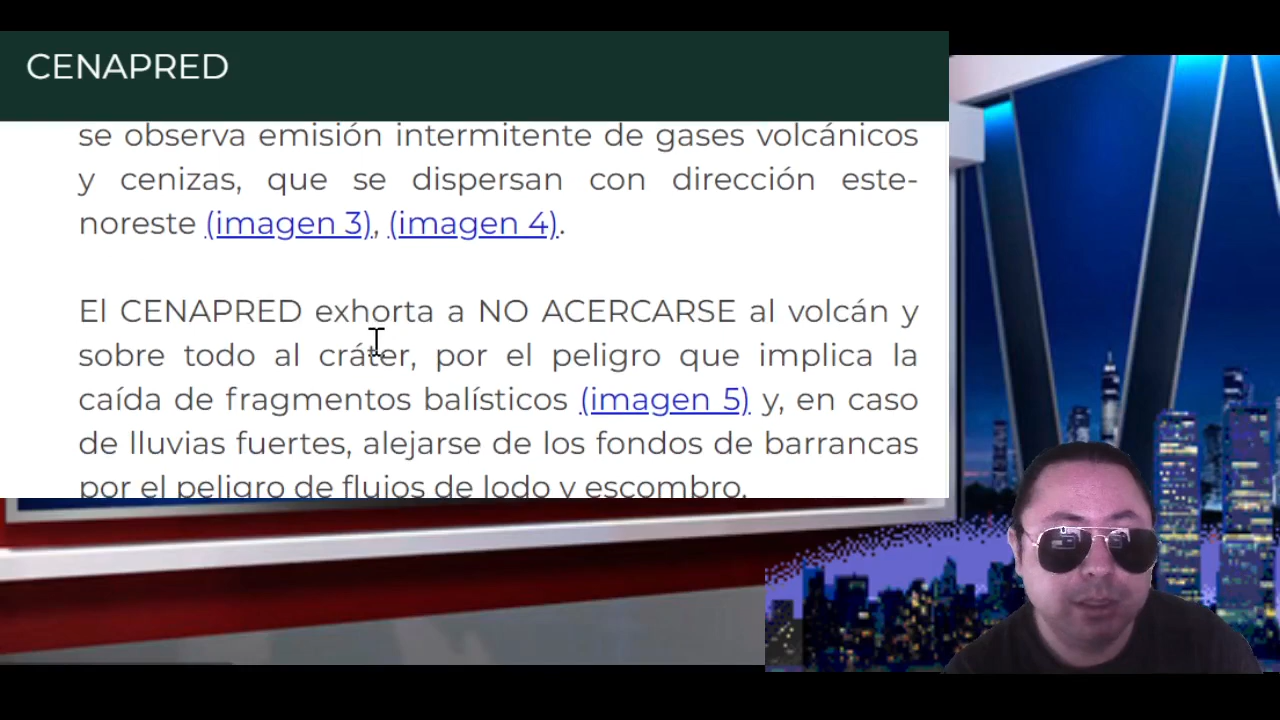 CENAPRED
se observa emisión intermitente de gases volcánicos
y cenizas, que se dispersan con dirección este-
noreste (imagen 3), (imagen 4).
El CENAPRED exhorta a NO ACERCARSE al volcán y
sobre todo al cráter, por el peligro que implica la
caída de fragmentos balísticos (imagen 5) y, en caso
de lluvias fuertes, alejarse de los fondos de barrancas
por el peligro de flujos de lodo y escombro.